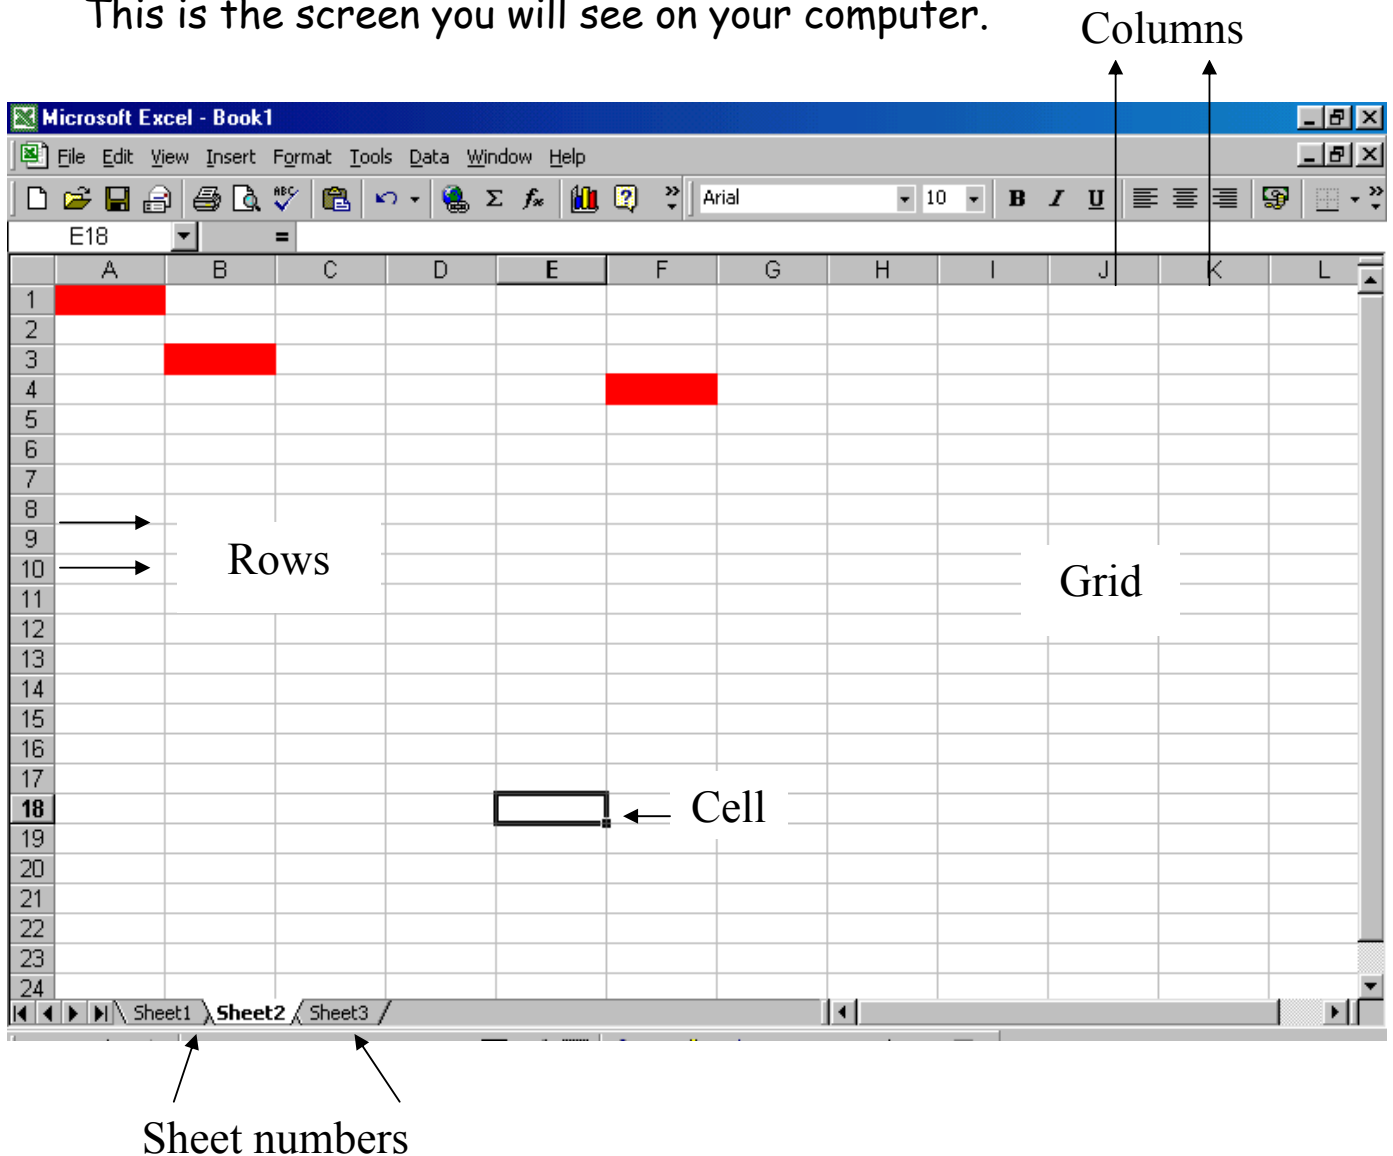 This is the screen you will see on your computer.
Columns
Microsoft Excel - Book1
File Edit View Insert Format Tools Data Window Help
ABC Σ fx Arial 10 B I U
E18 =
A B C D E F G H I J K L
1
2
3
4
5
6
7
8
9
Rows
10
Grid
11
12
13
14
15
16
17
18
Cell
19
20
21
22
23
24
Sheet1 Sheet2 Sheet3
Sheet numbers